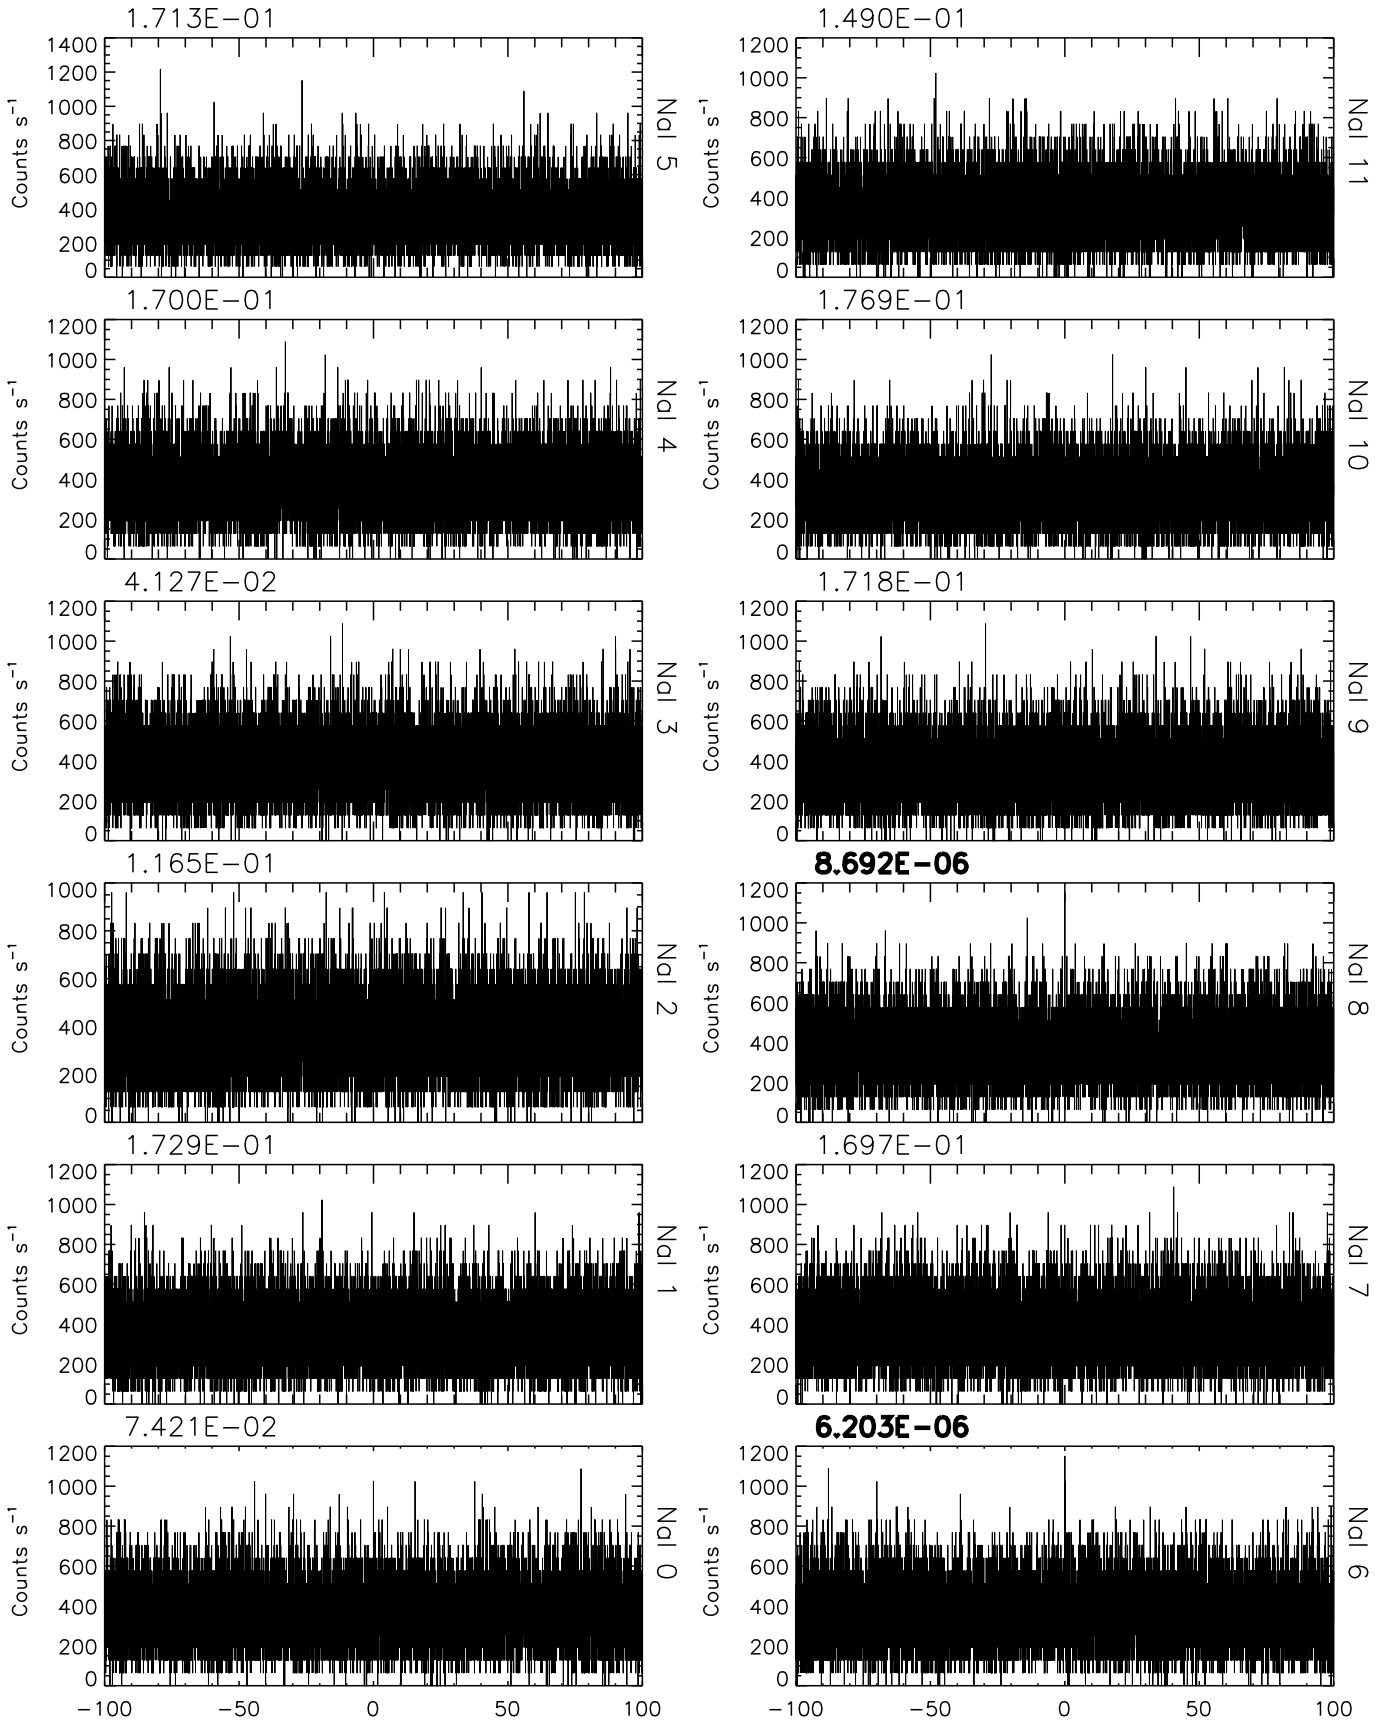 1.713E−01
1400
1200
1000
800
600
400
200
0
Counts s⁻¹
NaI 5
1.490E−01
1200
1000
800
600
400
200
0
Counts s⁻¹
NaI 11
1.700E−01
1200
1000
800
600
400
200
0
Counts s⁻¹
NaI 4
1.769E−01
1200
1000
800
600
400
200
0
Counts s⁻¹
NaI 10
4.127E−02
1200
1000
800
600
400
200
0
Counts s⁻¹
NaI 3
1.718E−01
1200
1000
800
600
400
200
0
Counts s⁻¹
NaI 9
1.165E−01
1000
800
600
400
200
0
Counts s⁻¹
NaI 2
8.692E−06
1200
1000
800
600
400
200
0
Counts s⁻¹
NaI 8
1.729E−01
1200
1000
800
600
400
200
0
Counts s⁻¹
NaI 1
1.697E−01
1200
1000
800
600
400
200
0
Counts s⁻¹
NaI 7
7.421E−02
1200
1000
800
600
400
200
0
Counts s⁻¹
NaI 0
−100 −50 0 50 100
6.203E−06
1200
1000
800
600
400
200
0
Counts s⁻¹
NaI 6
−100 −50 0 50 100